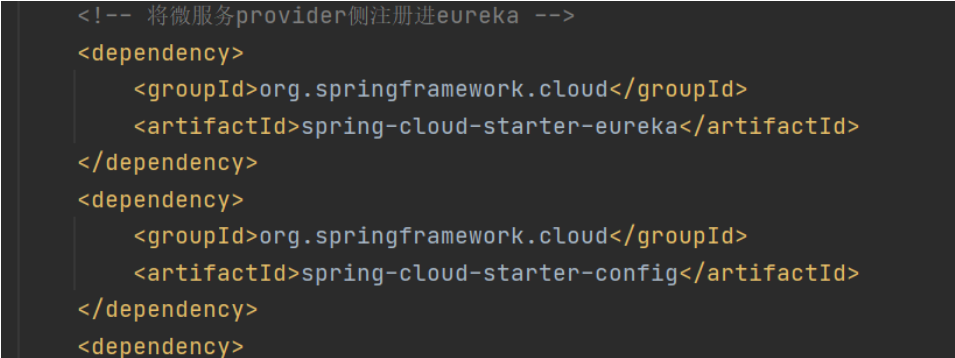 <!-- 将微服务provider侧注册进eureka -->
<dependency>
<groupId>org.springframework.cloud</groupId>
<artifactId>spring-cloud-starter-eureka</artifactId>
</dependency>
<dependency>
<groupId>org.springframework.cloud</groupId>
<artifactId>spring-cloud-starter-config</artifactId>
</dependency>
<dependency>